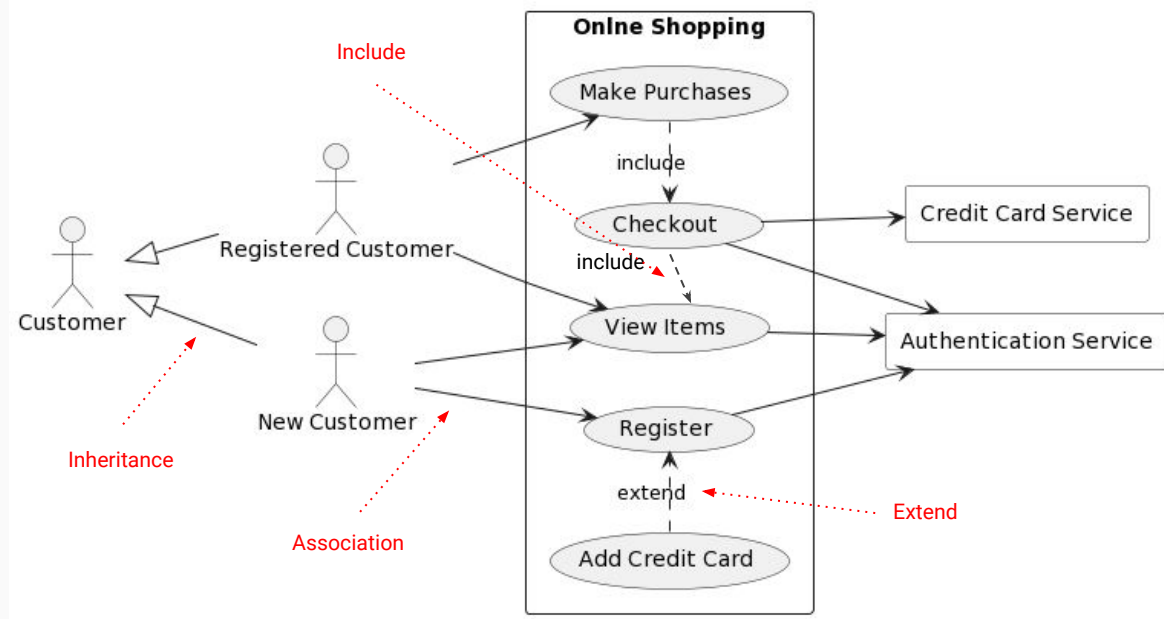 Onlne Shopping
Include
Make Purchases
include
Registered Customer
Checkout
Credit Card Service
include
Customer
View Items
Authentication Service
New Customer
Register
Inheritance
extend
Extend
Association
Add Credit Card